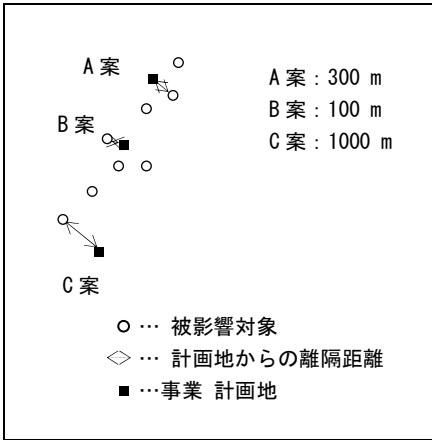 A案
A案：300 m
B案：100 m
B案
C案：1000 m
C案
… 被影響対象
… 計画地からの離隔距離
…事業 計画地